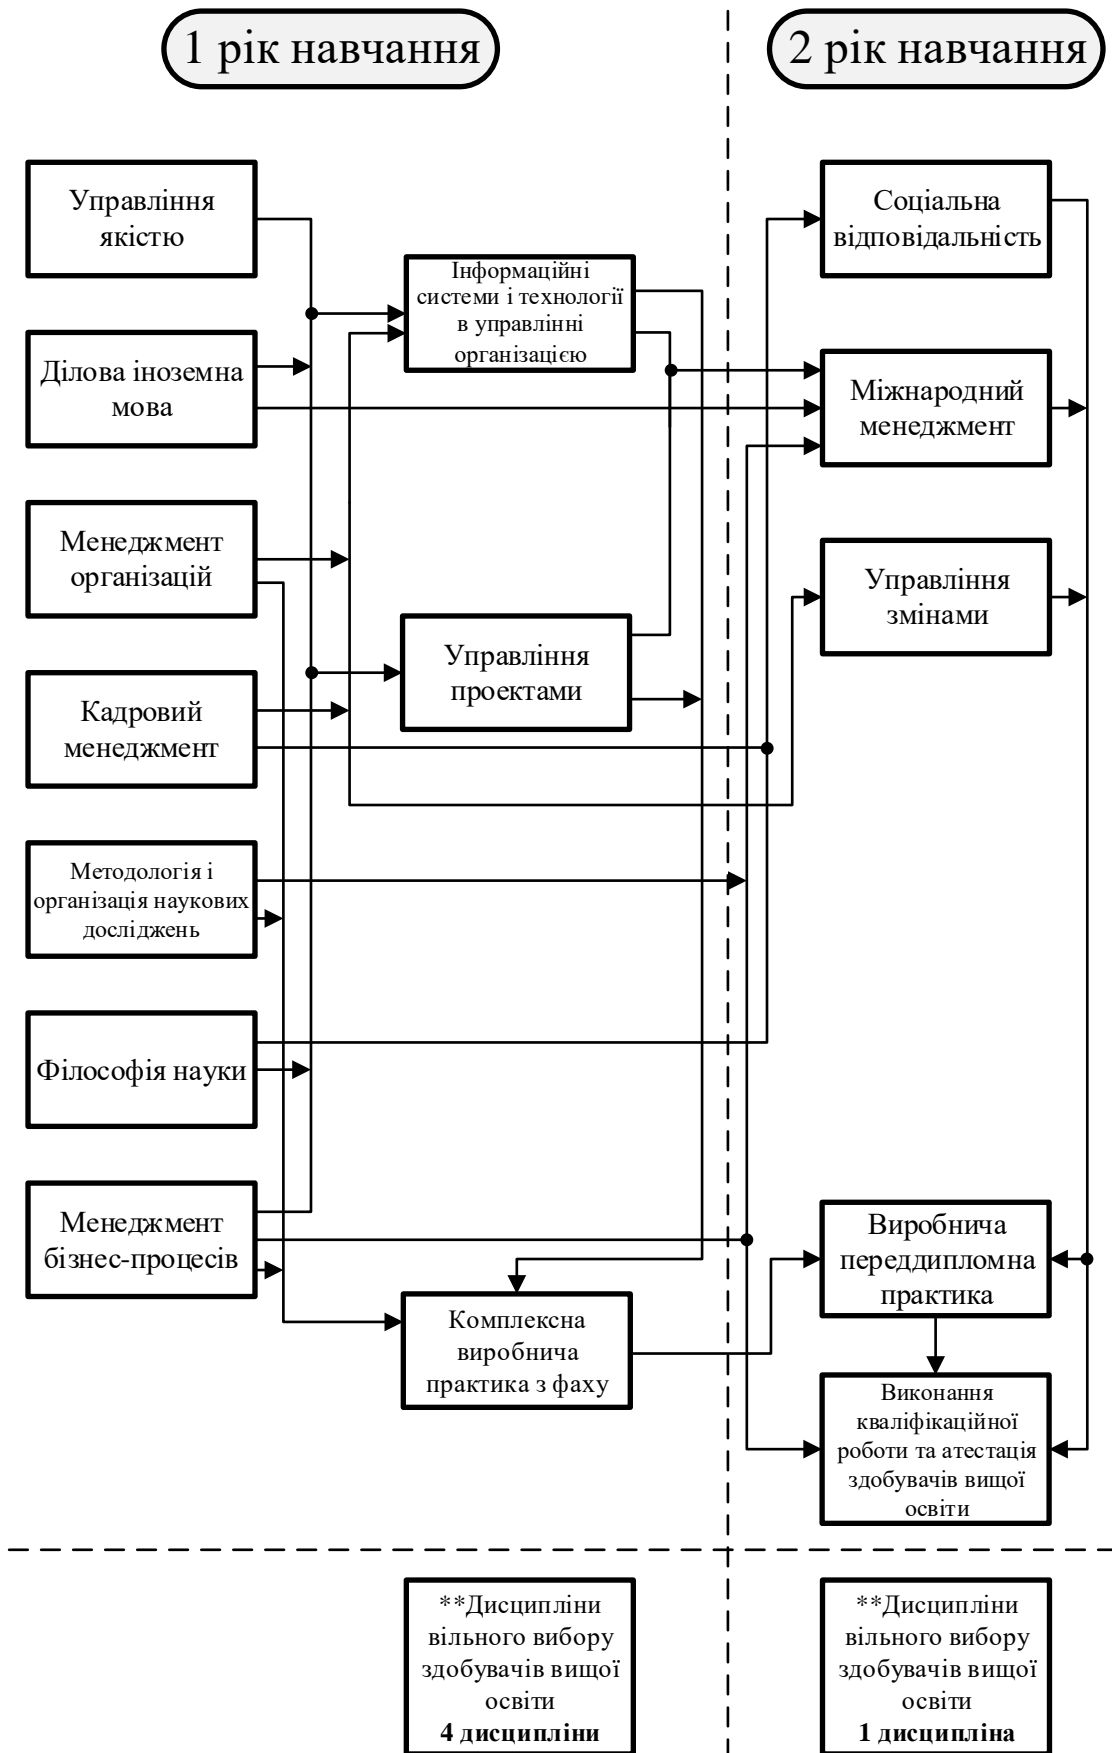 1 рік навчання
2 рік навчання
Управління
якістю
Ділова іноземна
мова
Менеджмент
організацій
Кадровий
менеджмент
Методологія і
організація наукових
досліджень
Філософія науки
Менеджмент
бізнес-процесів
Інформаційні
системи і технології
в управлінні
організацією
Управління
проектами
Комплексна
виробнича
практика з фаху
Соціальна
відповідальність
Міжнародний
менеджмент
Управління
змінами
Виробнича
переддипломна
практика
Виконання
кваліфікаційної
роботи та атестація
здобувачів вищої
освіти
**Дисципліни
вільного вибору
здобувачів вищої
освіти
4 дисципліни
**Дисципліни
вільного вибору
здобувачів вищої
освіти
1 дисципліна